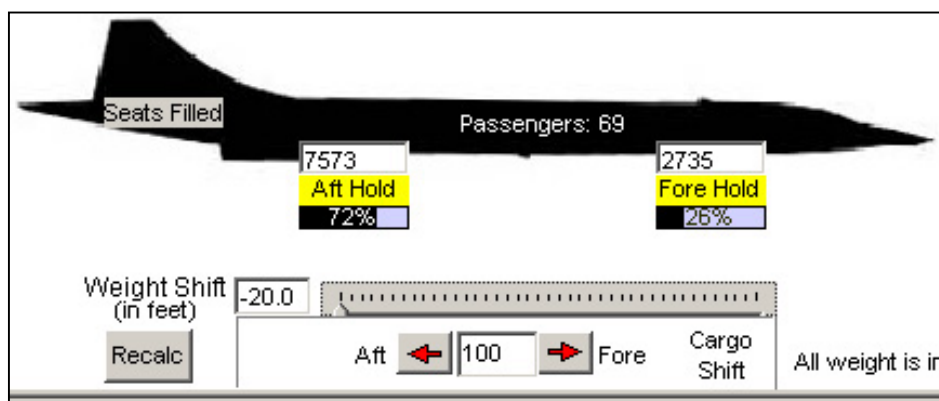 Seats Filled
Passengers: 69
7573
2735
Aft Hold
Fore Hold
72%
26%
Weight Shift
(in feet)
-20.0
Recalc
Aft
100
Fore
Cargo
Shift
All weight is in